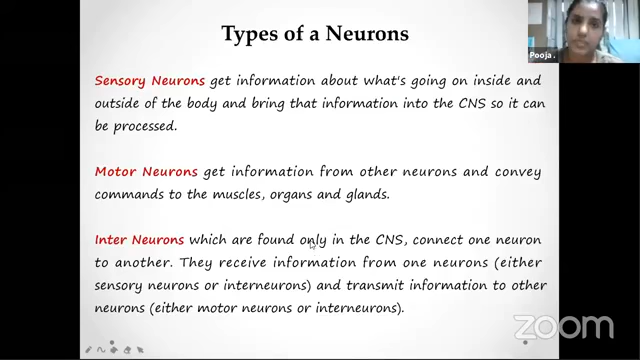 Types of a Neurons
Pooja .
Sensory Neurons get information about what's going on inside and
outside of the body and bring that information into the CNS so it can
be processed.
Motor Neurons get information from other neurons and convey
commands to the muscles, organs and glands.
Inter Neurons which are found only in the CNS, connect one neuron
to another. They receive information from one neurons (either
sensory neurons or interneurons) and transmit information to other
neurons (either motor neurons or interneurons).
zoom